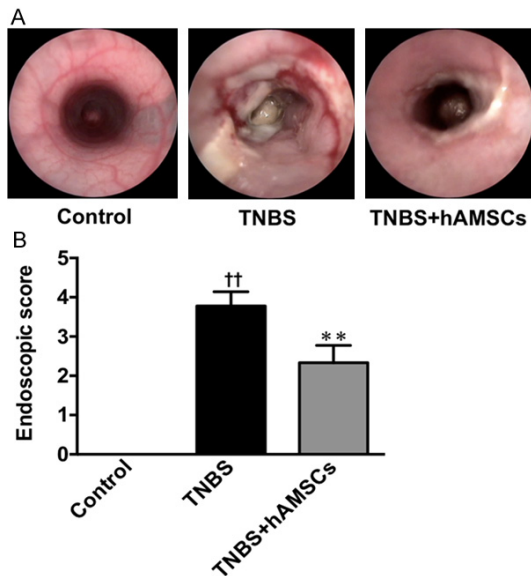 A
Control
TNBS
TNBS+hAMSCs
B
Endoscopic score
5
4
3
2
1
0
††
**
Control
TNBS
TNBS+hAMSCs